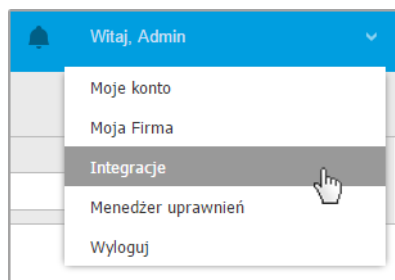 Witaj, Admin
Moje konto
Moja Firma
Integracje
Menedżer uprawnień
Wyloguj